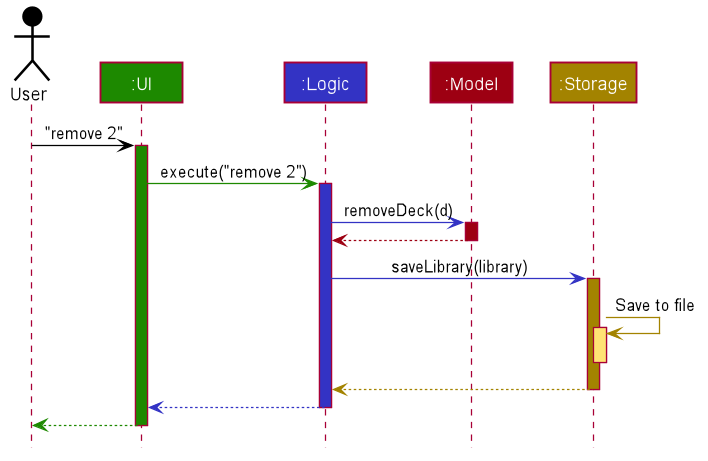 User
:UI
:Logic
:Model
:Storage
"remove 2"
execute("remove 2")
removeDeck(d)
saveLibrary(library)
Save to file